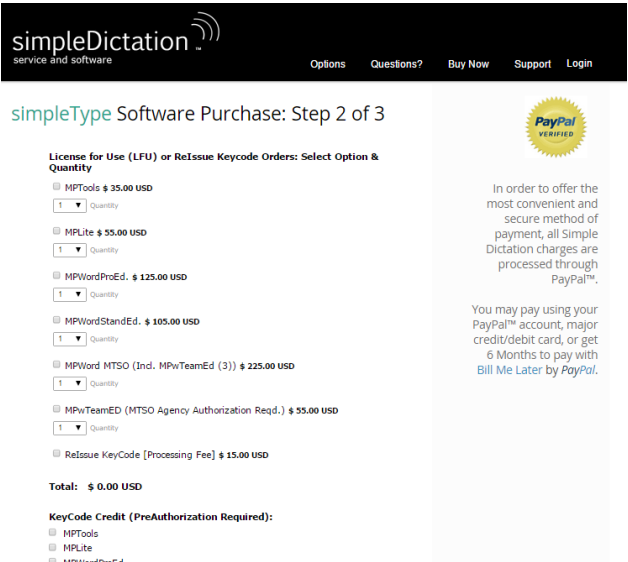 simpleDictation ™
service and software
Options Questions? Buy Now Support Login
simpleType Software Purchase: Step 2 of 3
License for Use (LFU) or ReIssue Keycode Orders: Select Option &
Quantity
MPTools $ 35.00 USD
1 ▼ Quantity
MPLite $ 55.00 USD
1 ▼ Quantity
MPWordProEd. $ 125.00 USD
1 ▼ Quantity
MPWordStandEd. $ 105.00 USD
1 ▼ Quantity
MPWord MTSO (Incl. MPwTeamEd (3)) $ 225.00 USD
1 ▼ Quantity
MPwTeamED (MTSO Agency Authorization Reqd.) $ 55.00 USD
1 ▼ Quantity
ReIssue KeyCode [Processing Fee] $ 15.00 USD
Total: $ 0.00 USD
KeyCode Credit (PreAuthorization Required):
MPTools
MPLite
MPWordProEd
PayPal
VERIFIED
In order to offer the
most convenient and
secure method of
payment, all Simple
Dictation charges are
processed through
PayPal™.
You may pay using your
PayPal™ account, major
credit/debit card, or get
6 Months to pay with
Bill Me Later by PayPal.